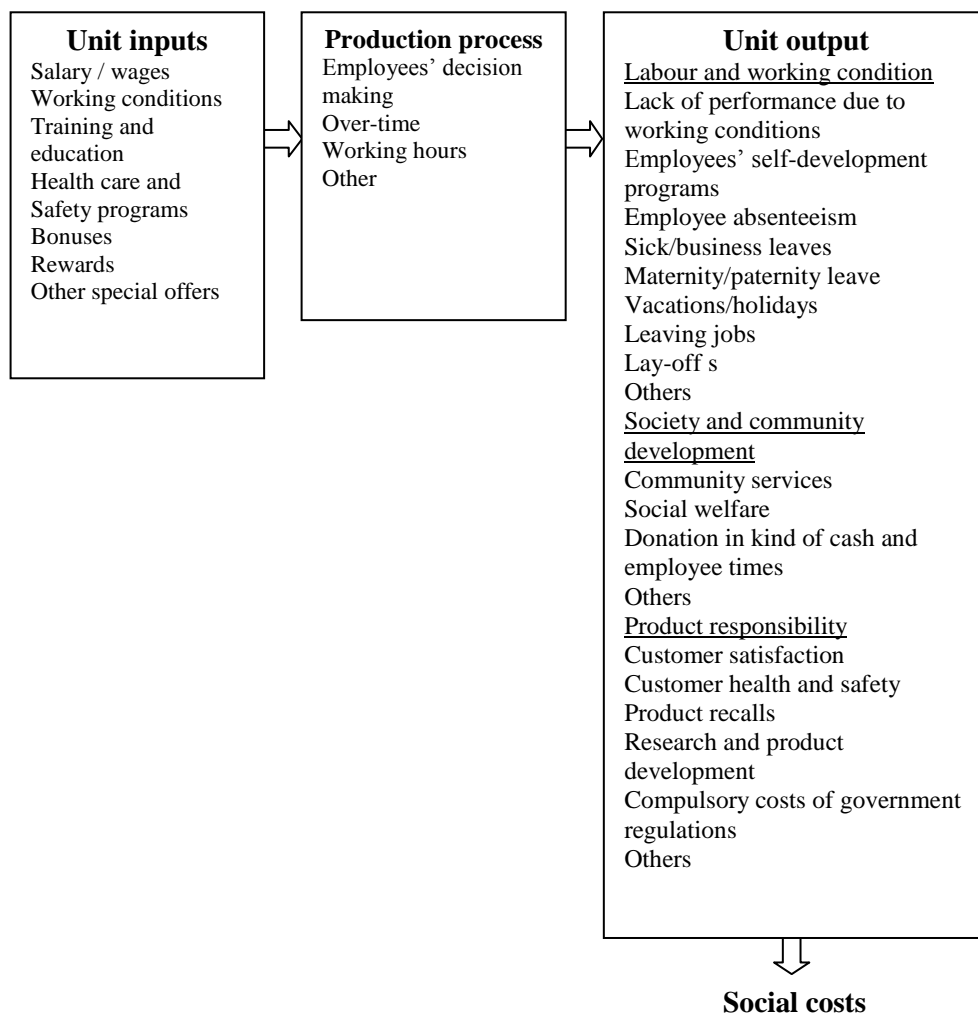 Unit inputs
Salary / wages
Working conditions
Training and
education
Health care and
Safety programs
Bonuses
Rewards
Other special offers
Production process
Employees’ decision
making
Over-time
Working hours
Other
Unit output
Labour and working condition
Lack of performance due to
working conditions
Employees’ self-development
programs
Employee absenteeism
Sick/business leaves
Maternity/paternity leave
Vacations/holidays
Leaving jobs
Lay-off s
Others
Society and community
development
Community services
Social welfare
Donation in kind of cash and
employee times
Others
Product responsibility
Customer satisfaction
Customer health and safety
Product recalls
Research and product
development
Compulsory costs of government
regulations
Others
Social costs